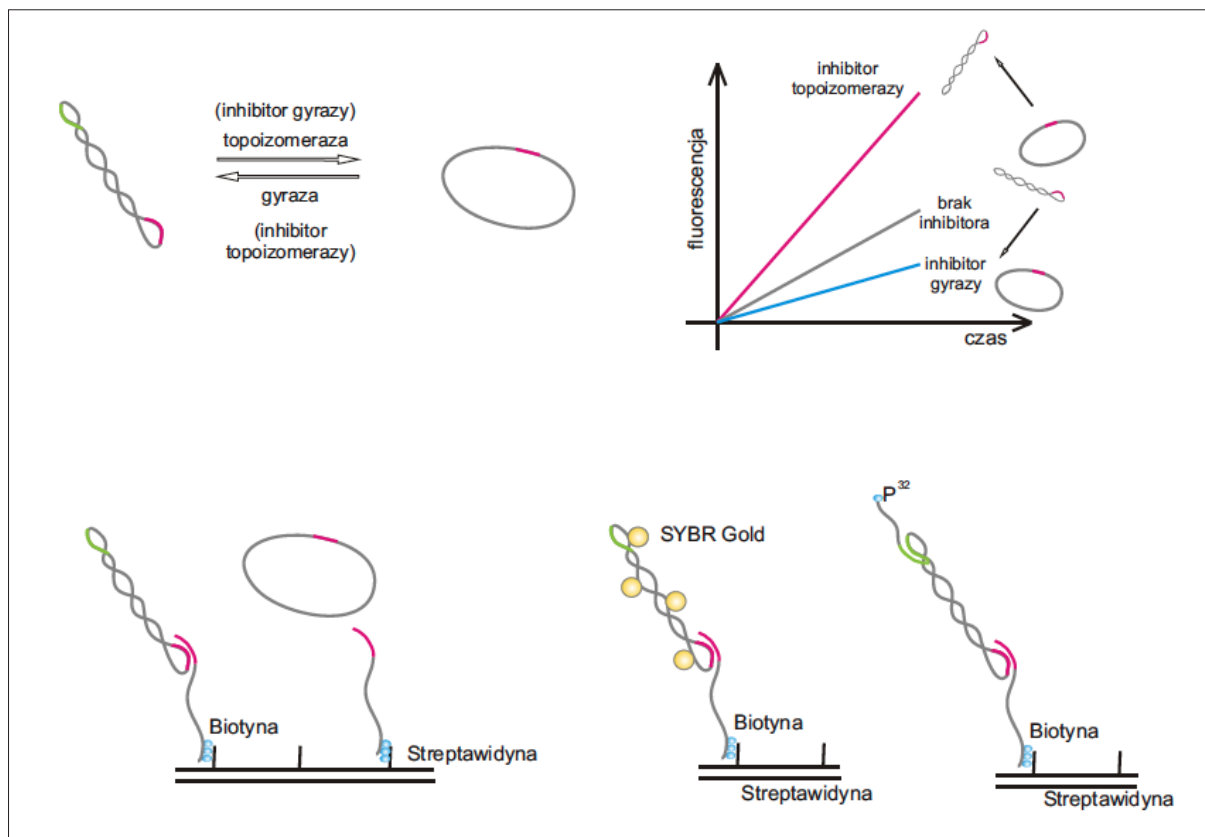 (inhibitor gyrazy)
topoizomeraza
gyraza
(inhibitor
topoizomerazy)
fluorescencja
inhibitor
topoizomerazy
brak
inhibitora
inhibitor
gyrazy
czas
Biotyna
Streptawidyna
SYBR Gold
Biotyna
Streptawidyna
P³²
Biotyna
Streptawidyna